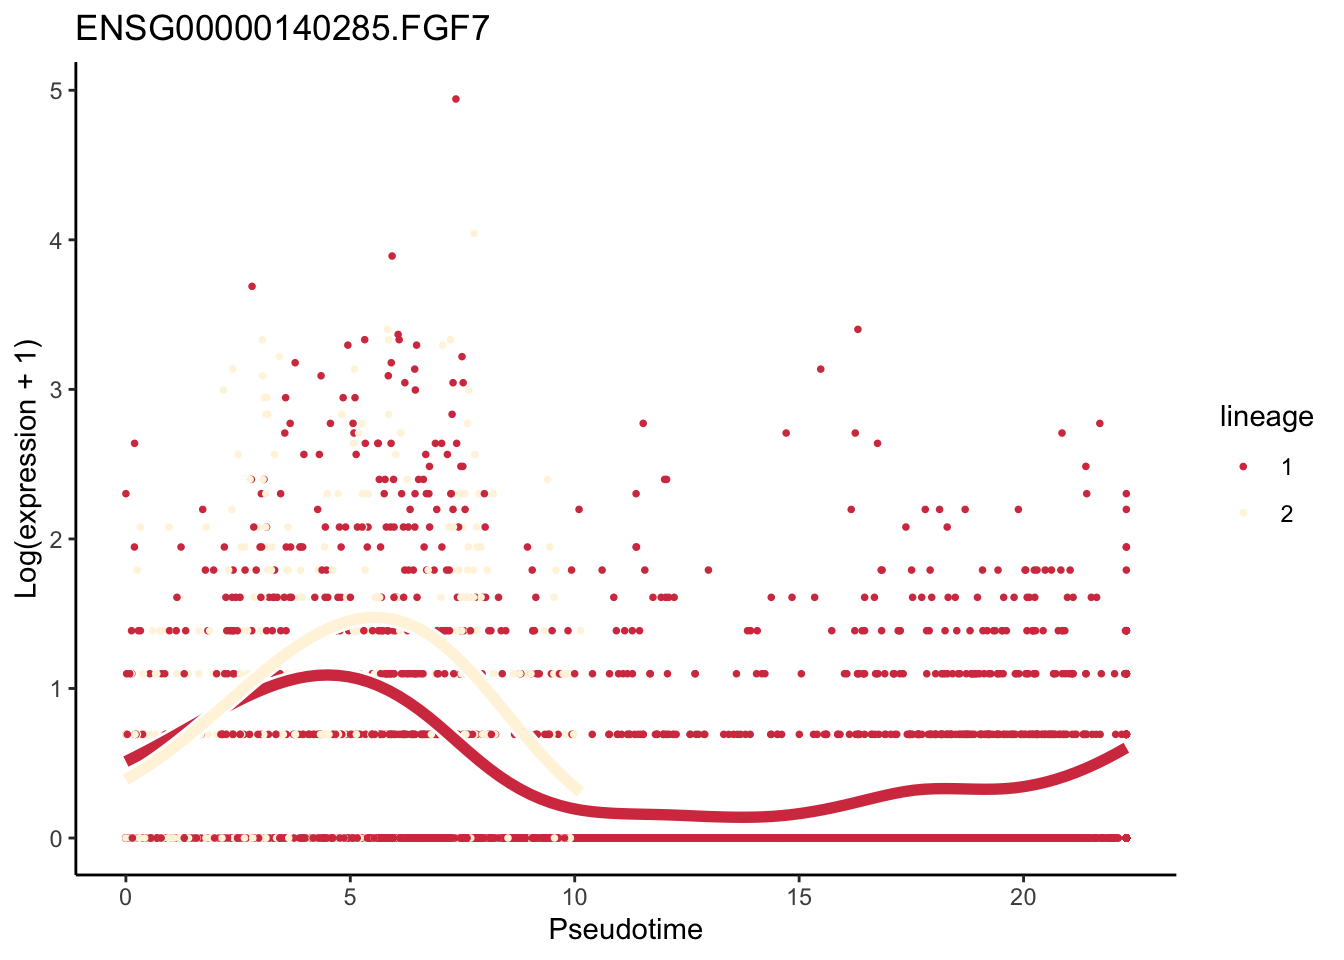 ENSG00000140285.FGF7
5
4
3
2
1
0
Log(expression + 1)
0 5 10 15 20
Pseudotime
lineage
1
2